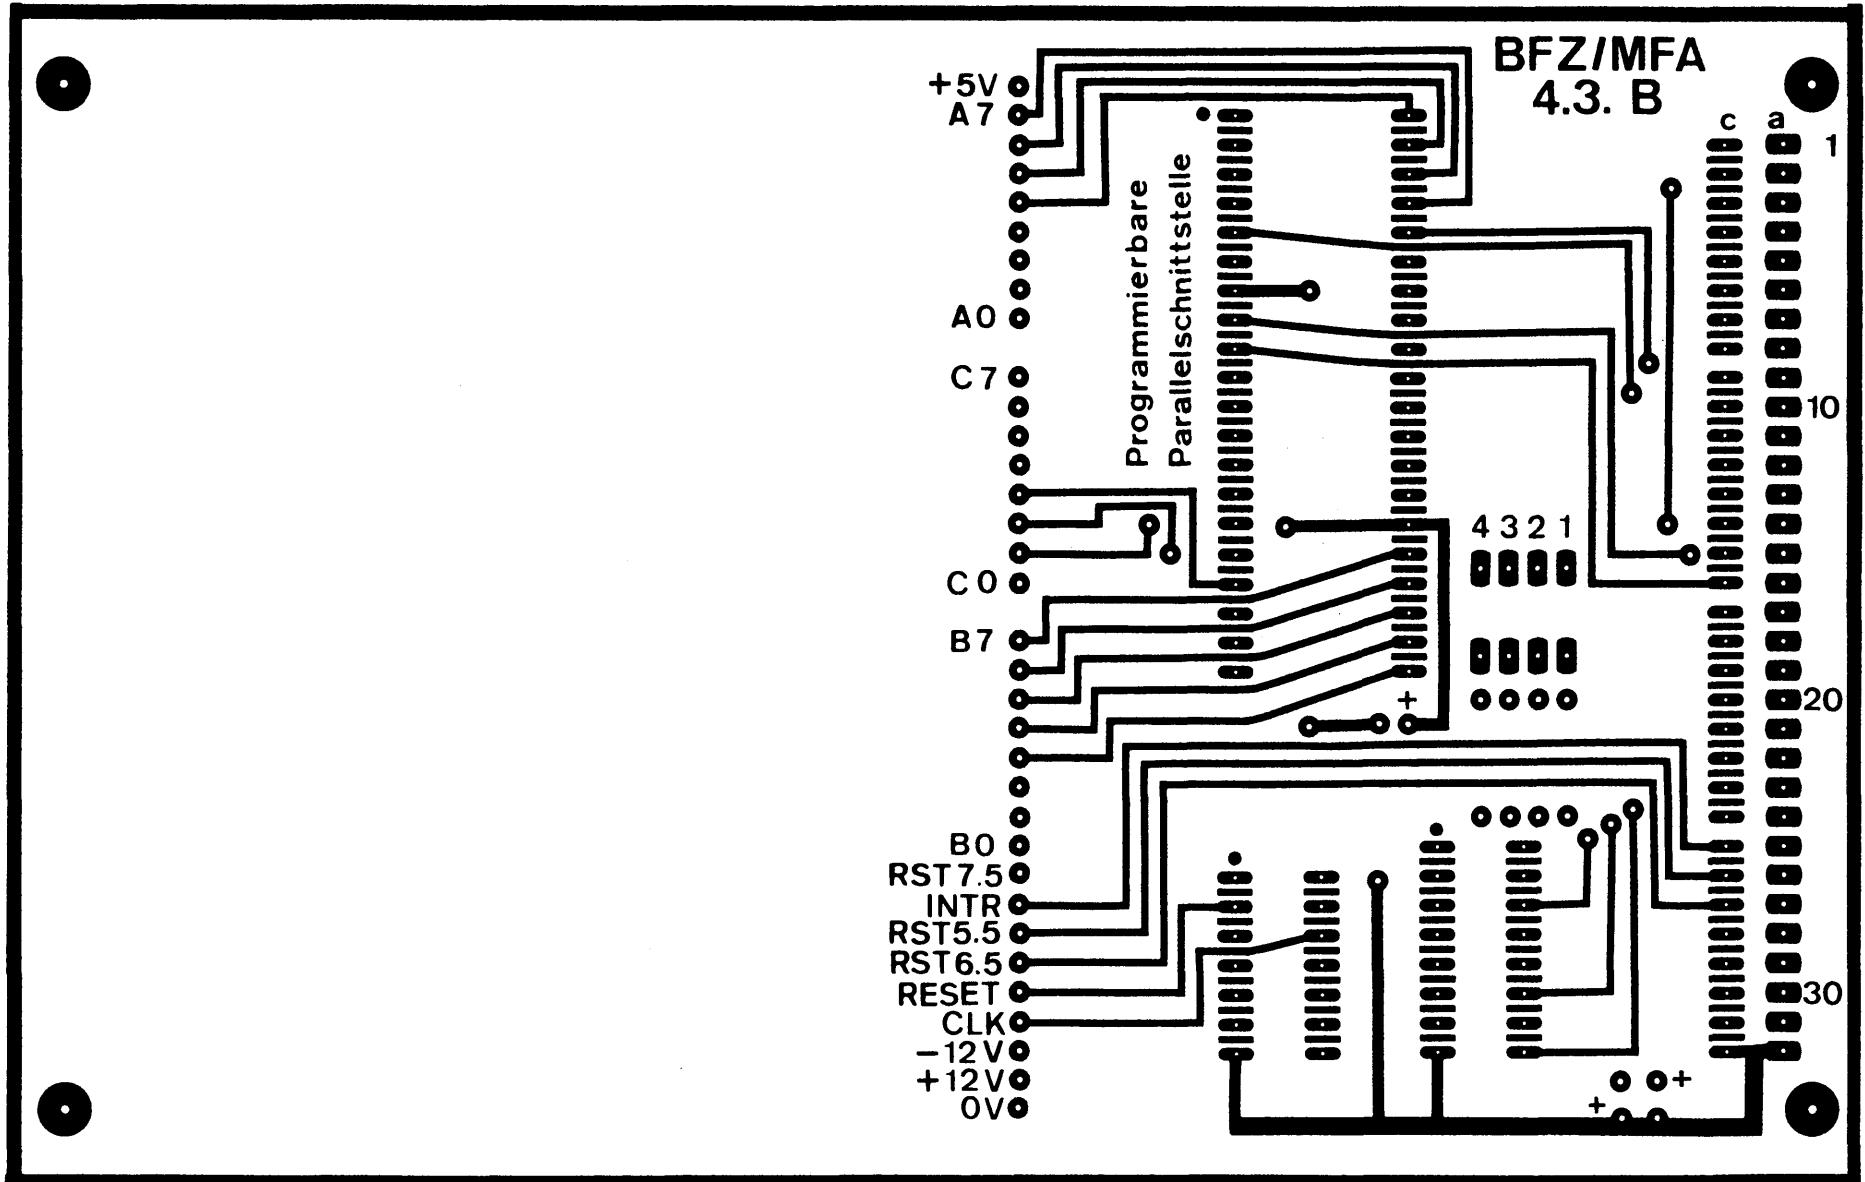 BFZ/MFA
4.3. B
+5V
A7
A0
C7
C0
B7
B0
RST7.5
INTR
RST5.5
RST6.5
RESET
CLK
-12V
+12V
0V
Programmierbare
Parallelschnittstelle
4 3 2 1
+
c a
1
10
20
30
+
+